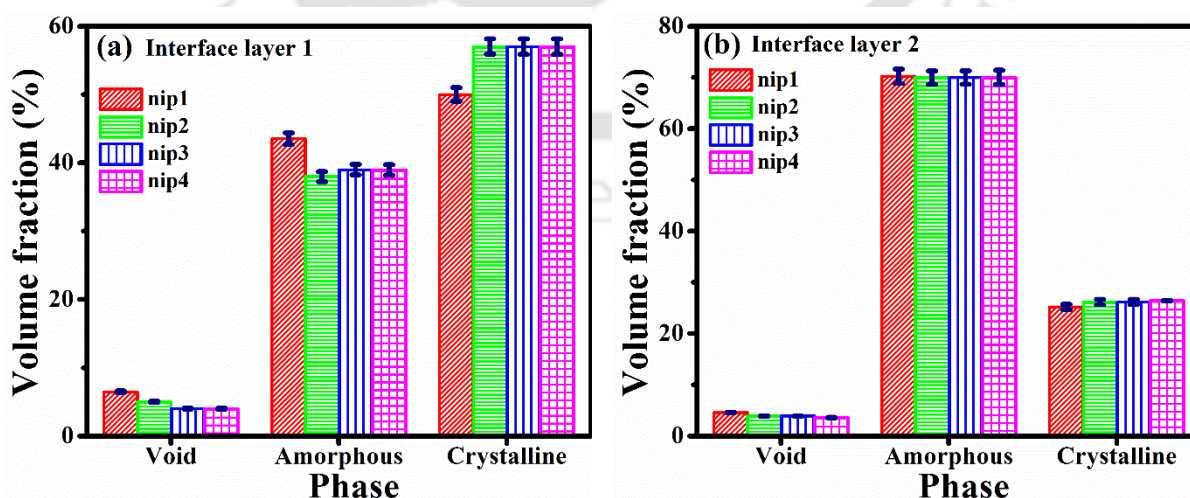 (a) Interface layer 1
nip1
nip2
nip3
nip4
Volume fraction (%)
60
40
20
0
Void Amorphous Crystalline
Phase
(b) Interface layer 2
nip1
nip2
nip3
nip4
Volume fraction (%)
80
60
40
20
0
Void Amorphous Crystalline
Phase